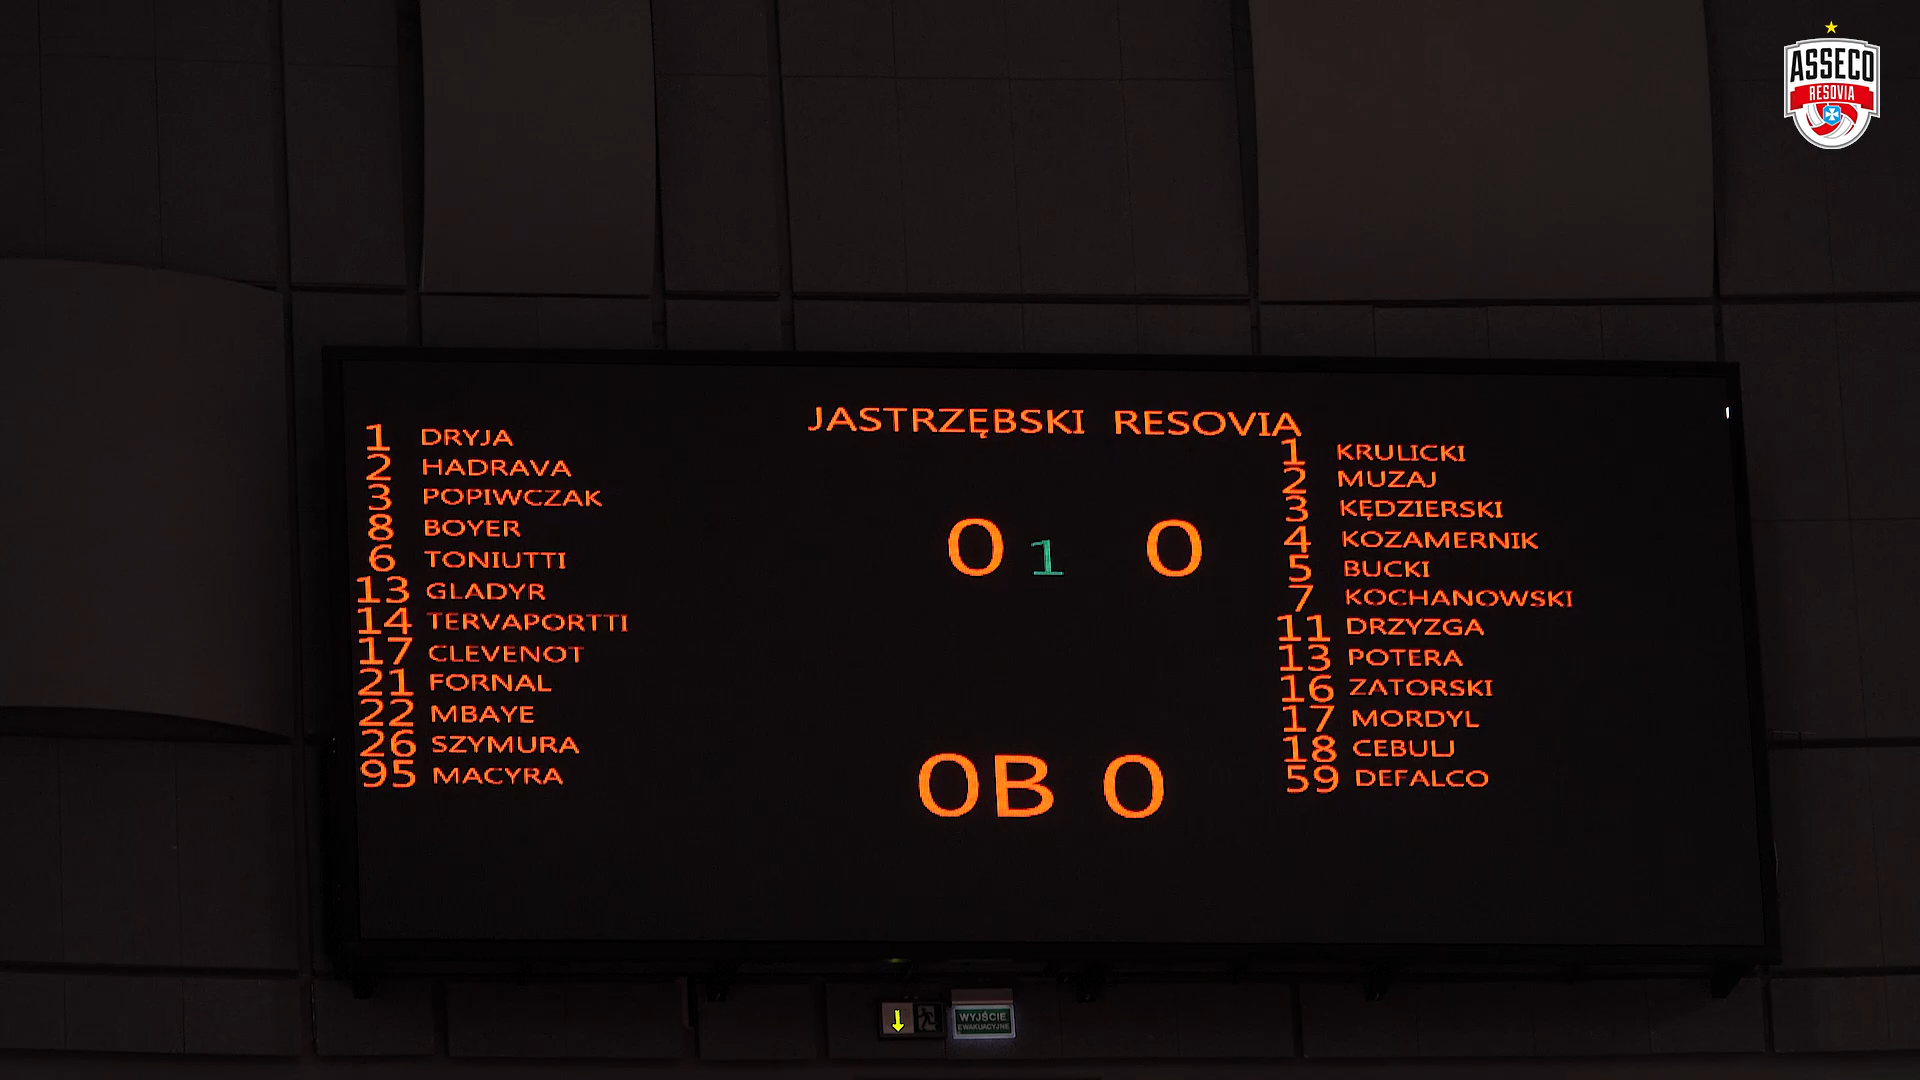 ASSECO
RESOVIA
JASTRZĘBSKI RESOVIA
1 DRYJA
2 HADRAVA
3 POPIWCZAK
8 BOYER
6 TONIUTTI
13 GLADYR
14 TERVAPORTTI
17 CLEVENOT
21 FORNAL
22 MBAYE
26 SZYMURA
95 MACYRA
0 1 0
0B 0
1 KRULICKI
2 MUZAJ
3 KĘDZIERSKI
4 KOZAMERNIK
5 BUCKI
7 KOCHANOWSKI
11 DRZYZGA
13 POTERA
16 ZATORSKI
17 MORDYL
18 CEBULJ
59 DEFALCO
WYJŚCIE
EWAKUACYJNE